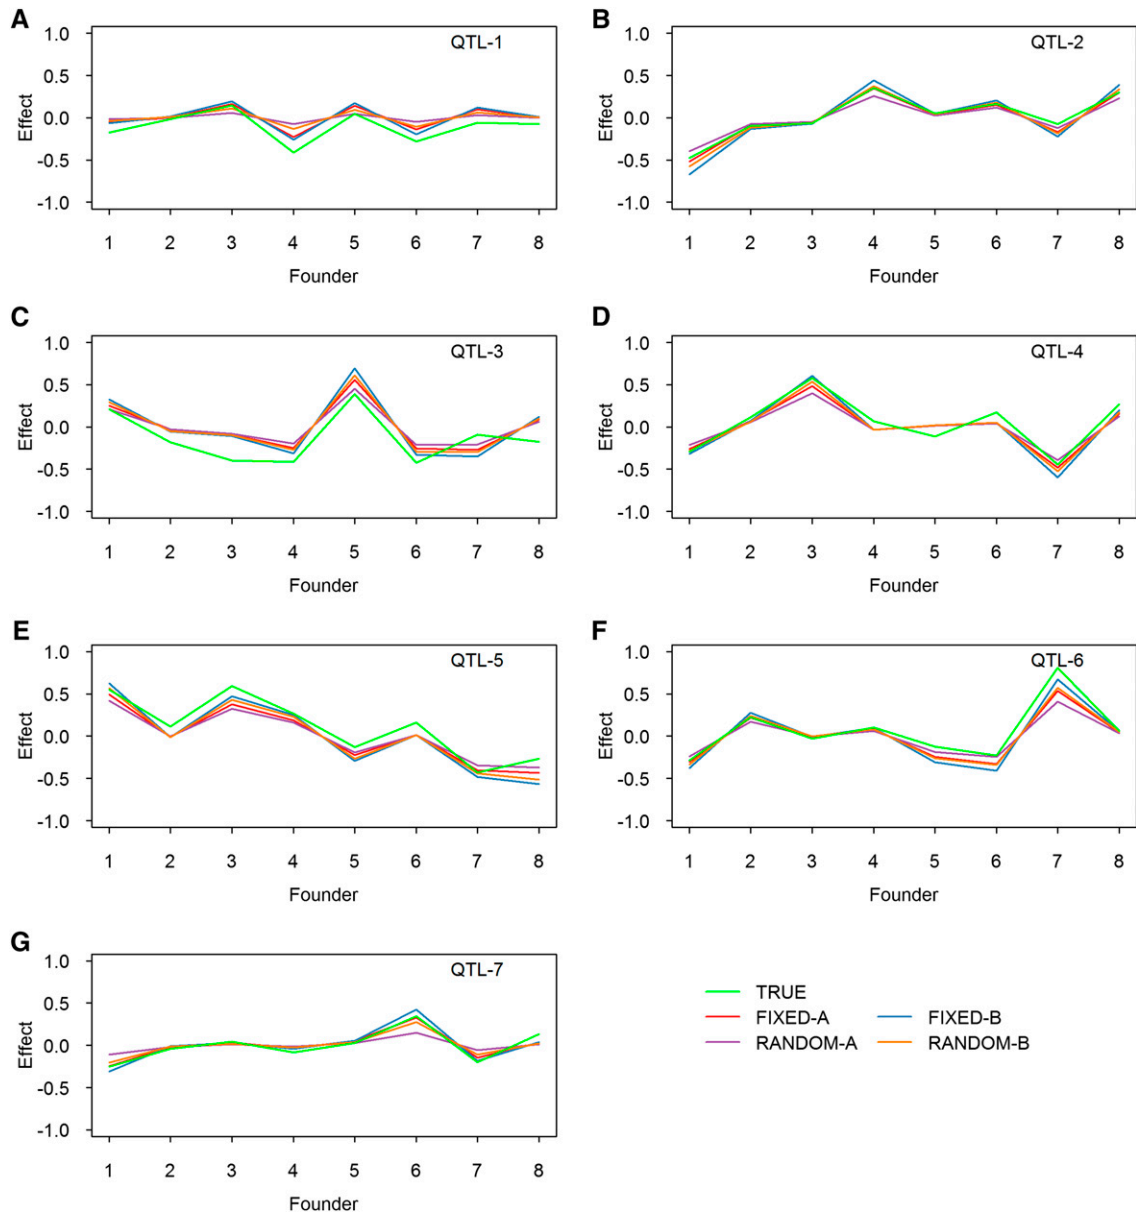 A
B
QTL-1
QTL-2
1.0
0.5
0.0
-0.5
-1.0
Effect
1 2 3 4 5 6 7 8
Founder
1.0
0.5
0.0
-0.5
-1.0
Effect
1 2 3 4 5 6 7 8
Founder
C
D
QTL-3
QTL-4
1.0
0.5
0.0
-0.5
-1.0
Effect
1 2 3 4 5 6 7 8
Founder
1.0
0.5
0.0
-0.5
-1.0
Effect
1 2 3 4 5 6 7 8
Founder
E
F
QTL-5
QTL-6
1.0
0.5
0.0
-0.5
-1.0
Effect
1 2 3 4 5 6 7 8
Founder
1.0
0.5
0.0
-0.5
-1.0
Effect
1 2 3 4 5 6 7 8
Founder
G
QTL-7
1.0
0.5
0.0
-0.5
-1.0
Effect
1 2 3 4 5 6 7 8
Founder
TRUE
FIXED-A FIXED-B
RANDOM-A RANDOM-B